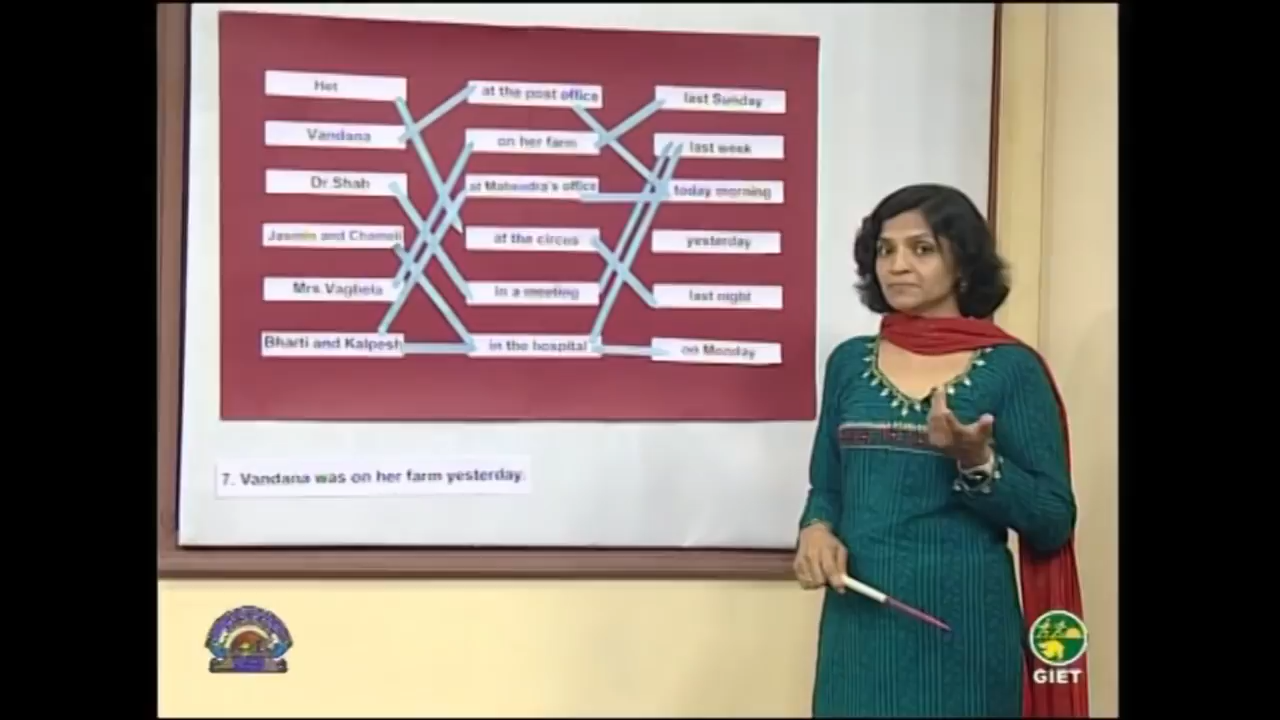 Het at the post office last Sunday
Vandana on her farm last week
Dr.Shah at Mahendra's office today morning
Jasmin and Chameli at the circus yesterday
Mrs.Vaghela in a meeting last night
Bharti and Kalpesh in the hospital on Monday
7. Vandana was on her farm yesterday.
GIET